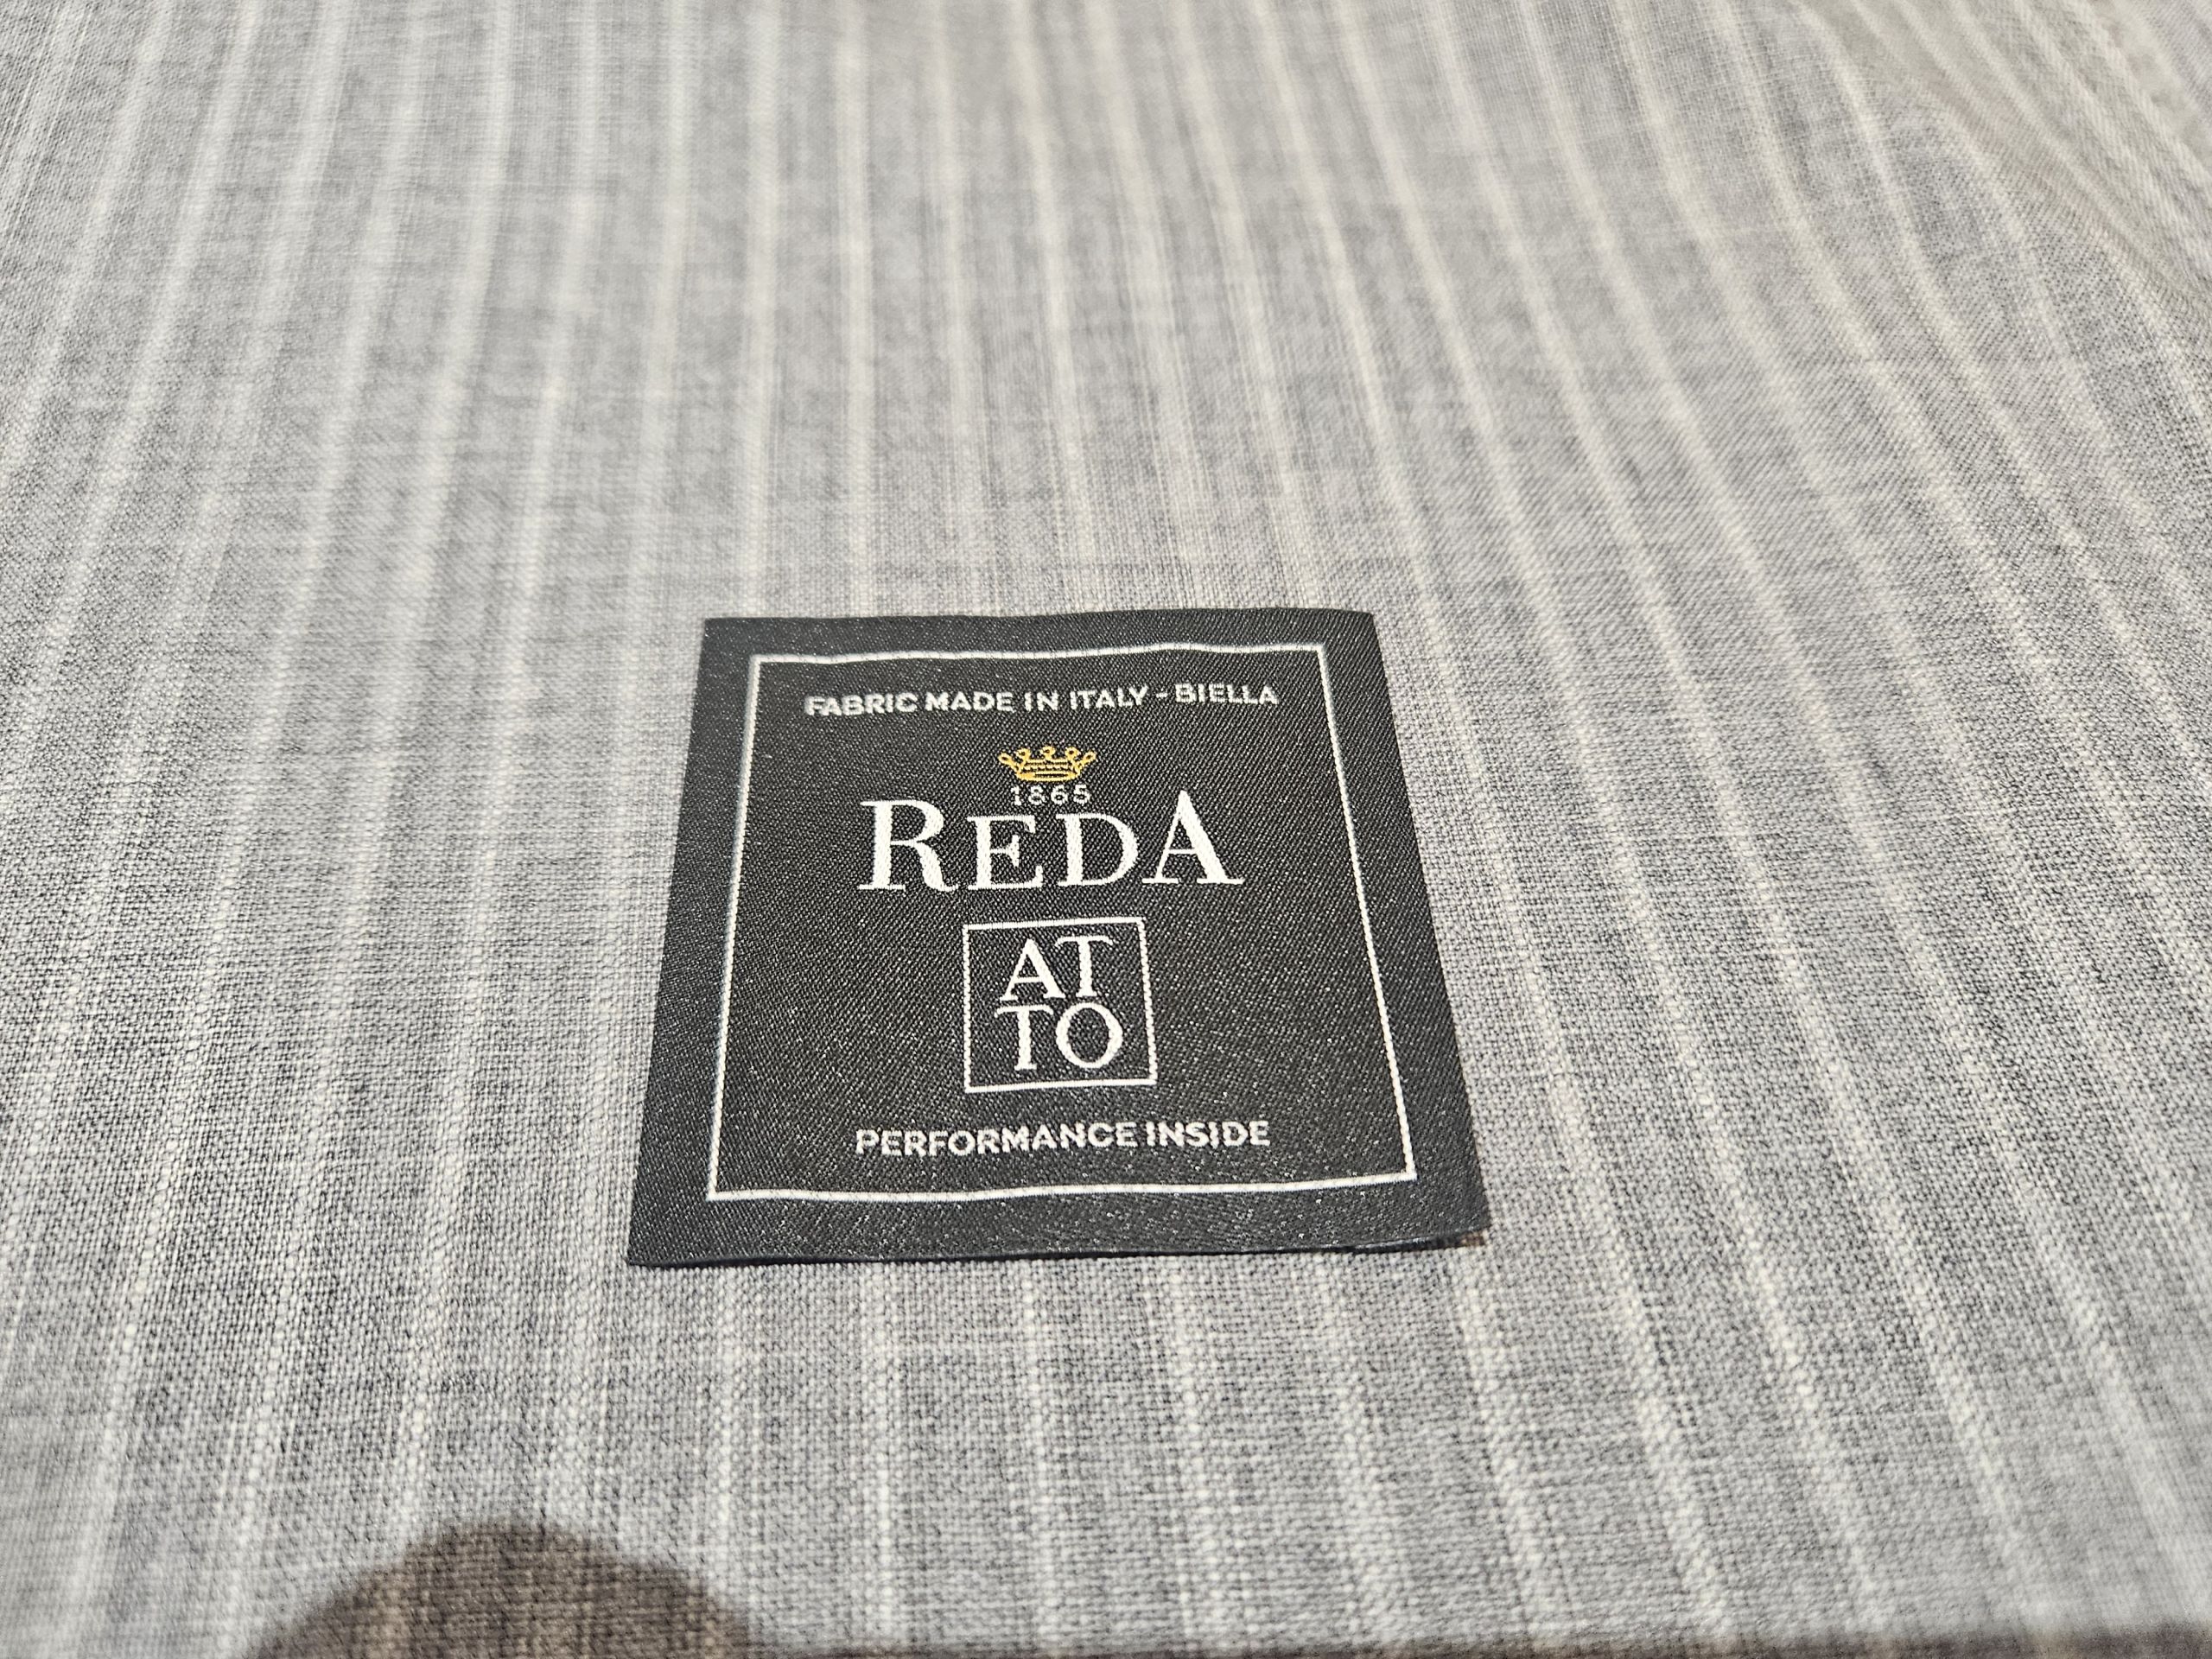 FABRIC MADE IN ITALY - BIELLA
1865
REDA
AT
TO
PERFORMANCE INSIDE